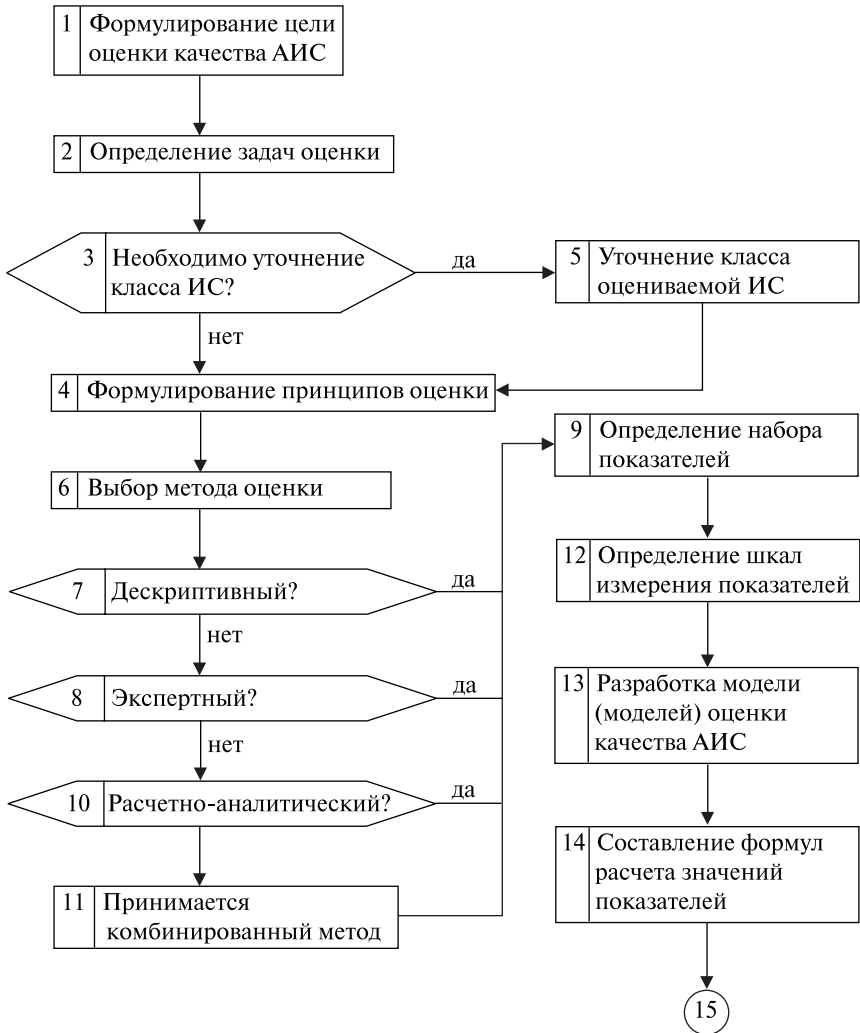 1 Формулирование цели
оценки качества АИС
2 Определение задач оценки
3 Необходимо уточнение
класса ИС?
да
нет
5 Уточнение класса
оцениваемой ИС
4 Формулирование принципов оценки
6 Выбор метода оценки
7 Дескриптивный?
да
нет
8 Экспертный?
да
нет
10 Расчетно-аналитический?
да
11 Принимается
комбинированный метод
9 Определение набора
показателей
12 Определение шкал
измерения показателей
13 Разработка модели
(моделей) оценки
качества АИС
14 Составление формул
расчета значений
показателей
15